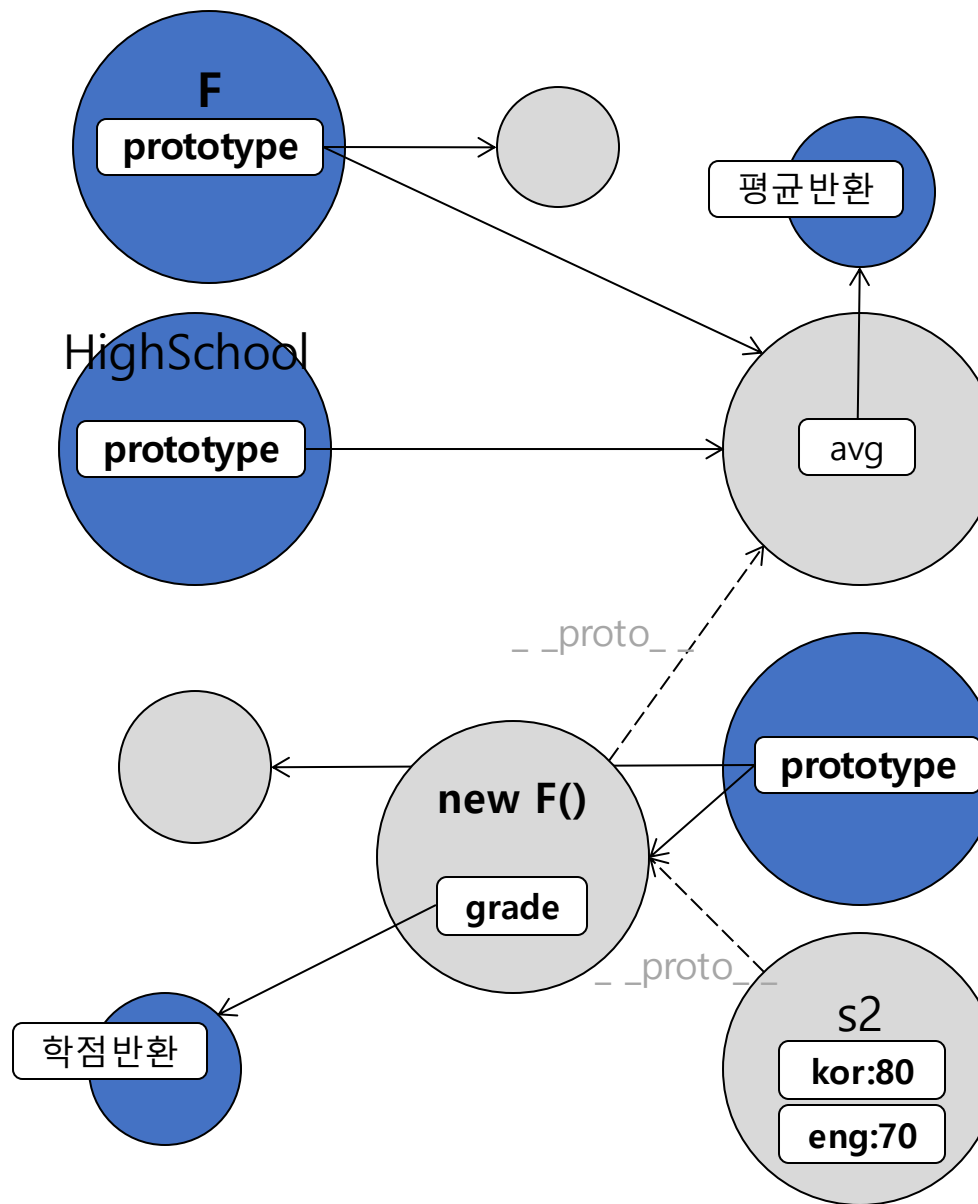 F
prototype
평균반환
HighSchool
prototype
avg
_ _proto_ _
prototype
new F()
grade
_ _proto_ _
학점반환
s2
kor:80
eng:70